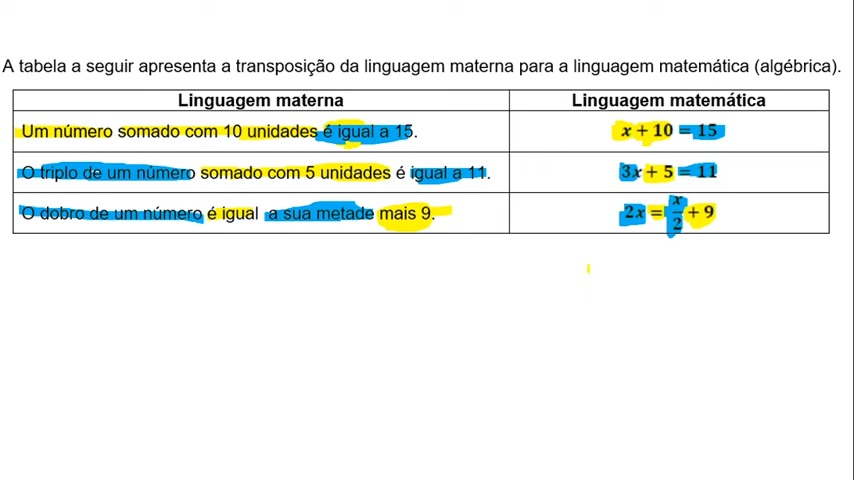 A tabela a seguir apresenta a transposição da linguagem materna para a linguagem matemática (algébrica).
Linguagem materna Linguagem matemática
Um número somado com 10 unidades é igual a 15. x + 10 = 15
O triplo de um número somado com 5 unidades é igual a 11. 3x + 5 = 11
O dobro de um número é igual a sua metade mais 9. 2x = x/2 + 9